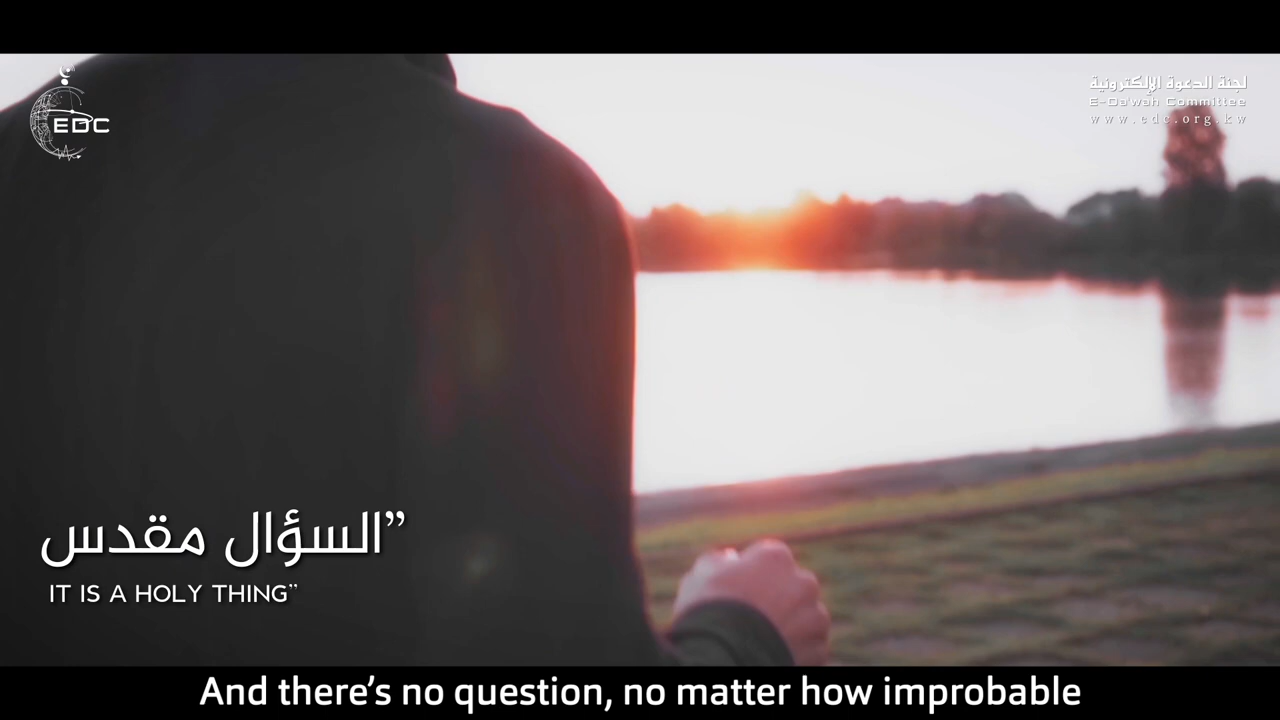 EDC
لجنة الدعوة الإلكترونية
E-Da'wah Committee
www.edc.org.kw
السؤال مقدس”
IT IS A HOLY THING”
And there’s no question, no matter how improbable